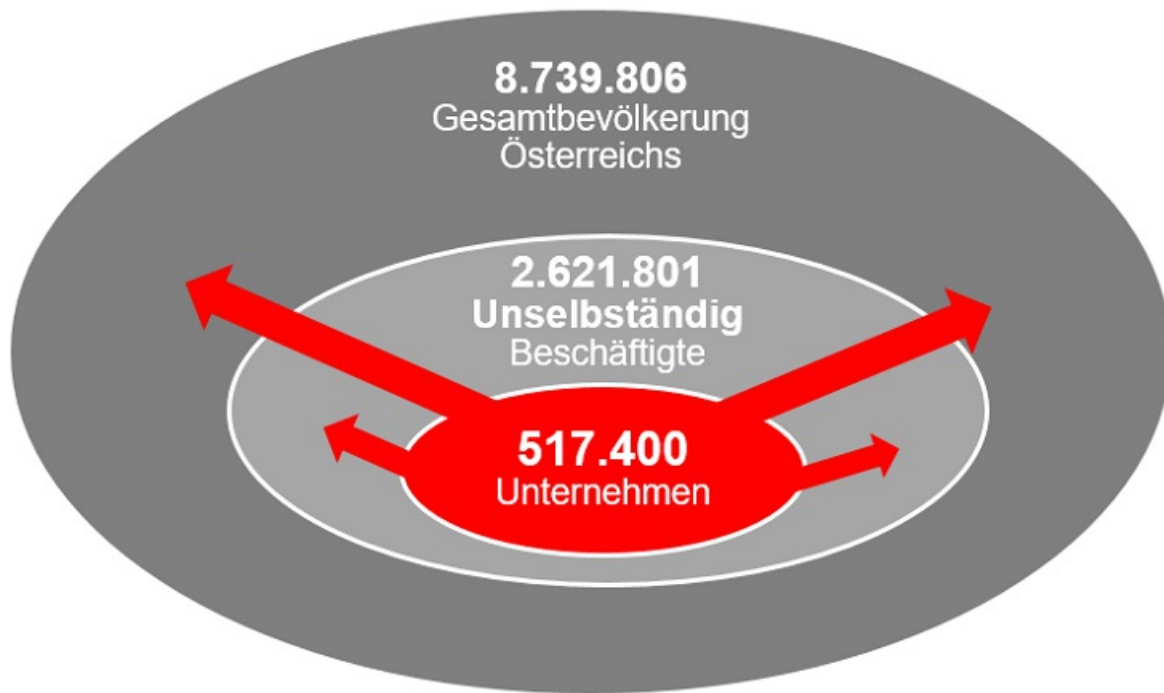 8.739.806
Gesamtbevölkerung
Österreichs
2.621.801
Unselbständig
Beschäftigte
517.400
Unternehmen